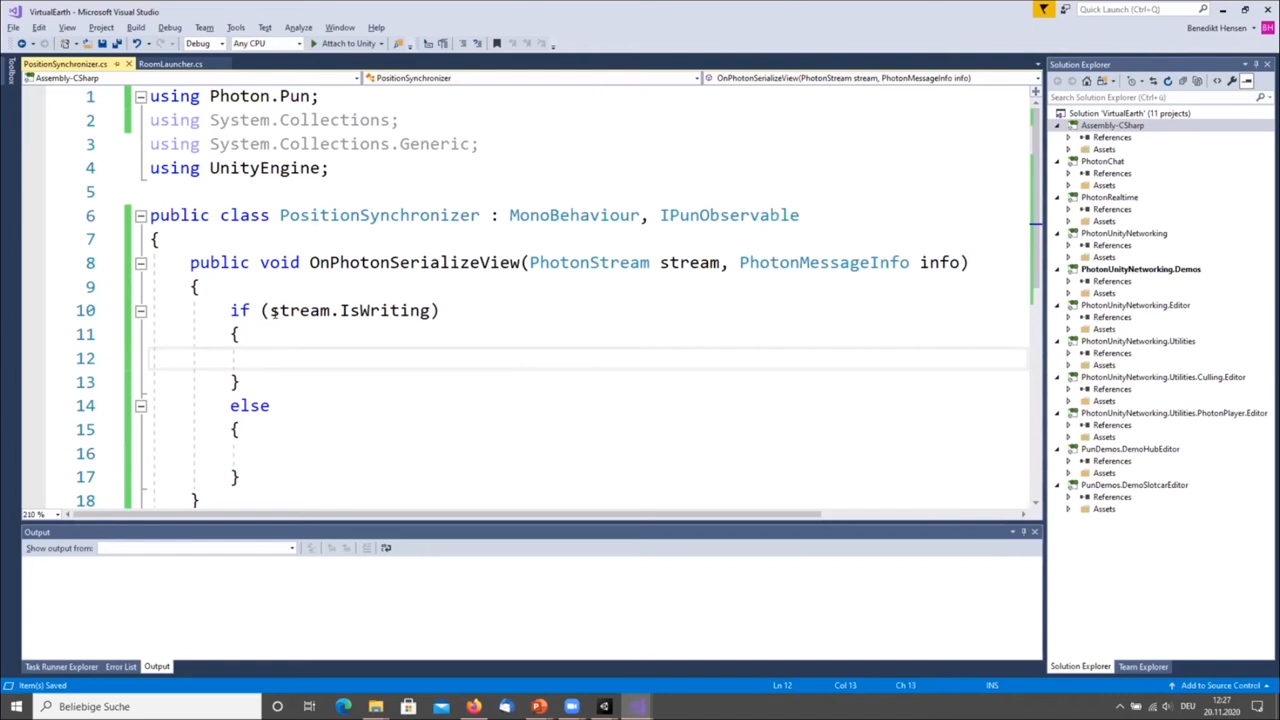 VirtualEarth - Microsoft Visual Studio
Quick Launch (Ctrl+Q)
File Edit View Project Build Debug Team Tools Test Analyze Window Help
Benedikt Hensen BH
Debug Any CPU Attach to Unity
Toolbox
PositionSynchronizer.cs RoomLauncher.cs
Assembly-CSharp PositionSynchronizer OnPhotonSerializeView(PhotonStream stream, PhotonMessageInfo info)
1 using Photon.Pun;
2 using System.Collections;
3 using System.Collections.Generic;
4 using UnityEngine;
5
6 public class PositionSynchronizer : MonoBehaviour, IPunObservable
7 {
8 public void OnPhotonSerializeView(PhotonStream stream, PhotonMessageInfo info)
9 {
10 if (stream.IsWriting)
11 {
12
13 }
14 else
15 {
16
17 }
18 }
210 %
Output
Show output from:
Task Runner Explorer Error List Output
Solution Explorer
Search Solution Explorer (Ctrl+ü)
Solution 'VirtualEarth' (11 projects)
Assembly-CSharp
References
Assets
PhotonChat
References
Assets
PhotonRealtime
References
Assets
PhotonUnityNetworking
References
Assets
PhotonUnityNetworking.Demos
References
Assets
PhotonUnityNetworking.Editor
References
Assets
PhotonUnityNetworking.Utilities
References
Assets
PhotonUnityNetworking.Utilities.Culling.Editor
References
Assets
PhotonUnityNetworking.Utilities.PhotonPlayer.Editor
References
Assets
PunDemos.DemoHubEditor
References
Assets
PunDemos.DemoSlotcarEditor
References
Assets
Solution Explorer Team Explorer
Item(s) Saved Ln 12 Col 13 Ch 13 INS Add to Source Control
Beliebige Suche
DEU 12:27
20.11.2020